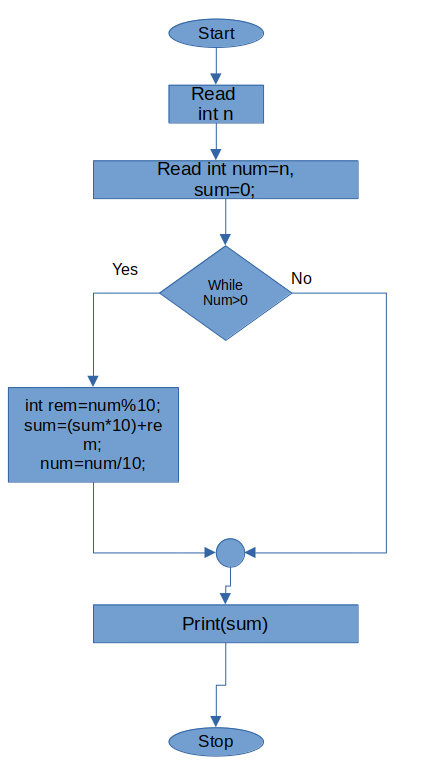 Start
Read
int n
Read int num=n,
sum=0;
Yes
While
Num>0
No
int rem=num%10;
sum=(sum*10)+re
m;
num=num/10;
Print(sum)
Stop